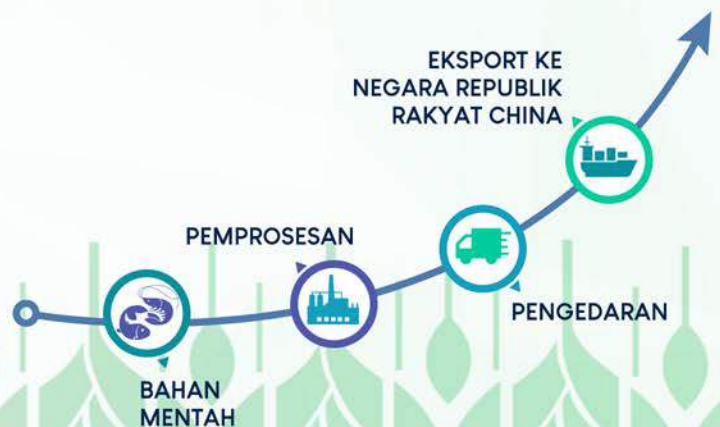 EKSPORT KE
NEGARA REPUBLIK
RAKYAT CHINA
PEMPROSESAN
PENGEDARAN
BAHAN
MENTAH